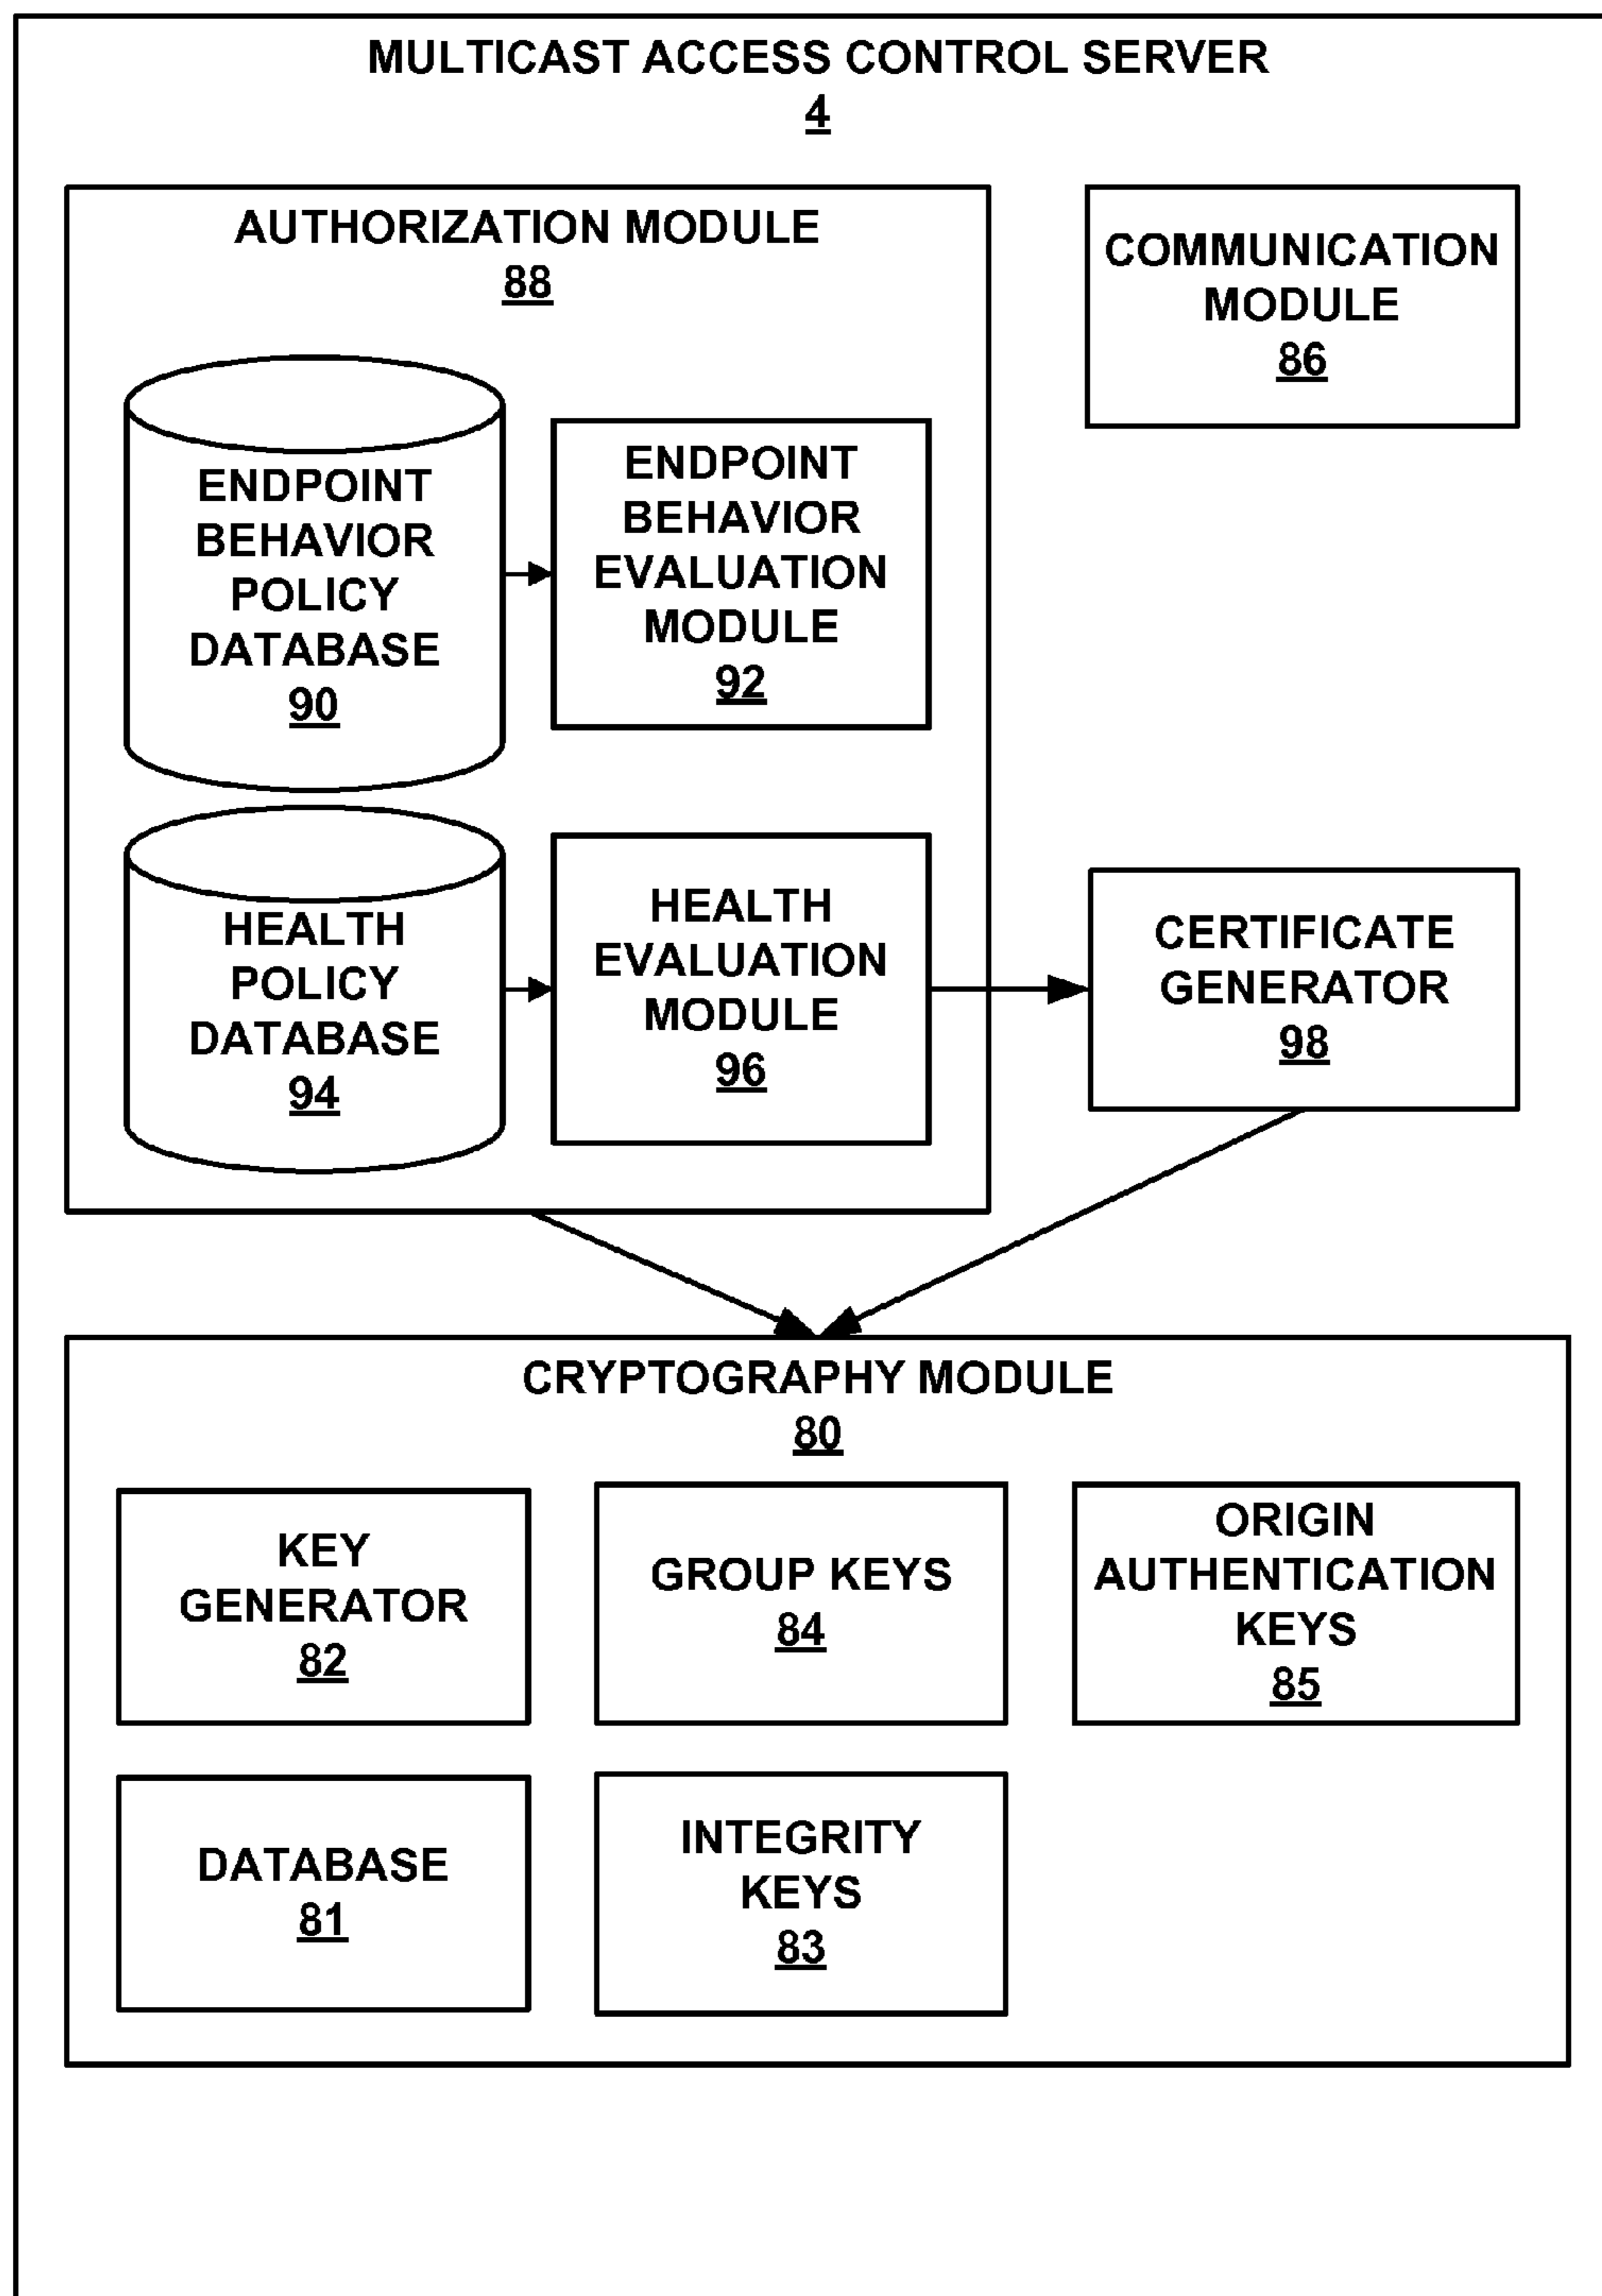 MULTICAST ACCESS CONTROL SERVER
4
AUTHORIZATION MODULE
88
COMMUNICATION
MODULE
86
ENDPOINT
BEHAVIOR
POLICY
DATABASE
90
ENDPOINT
BEHAVIOR
EVALUATION
MODULE
92
HEALTH
POLICY
DATABASE
94
HEALTH
EVALUATION
MODULE
96
CERTIFICATE
GENERATOR
98
CRYPTOGRAPHY MODULE
80
KEY
GENERATOR
82
GROUP KEYS
84
ORIGIN
AUTHENTICATION
KEYS
85
DATABASE
81
INTEGRITY
KEYS
83